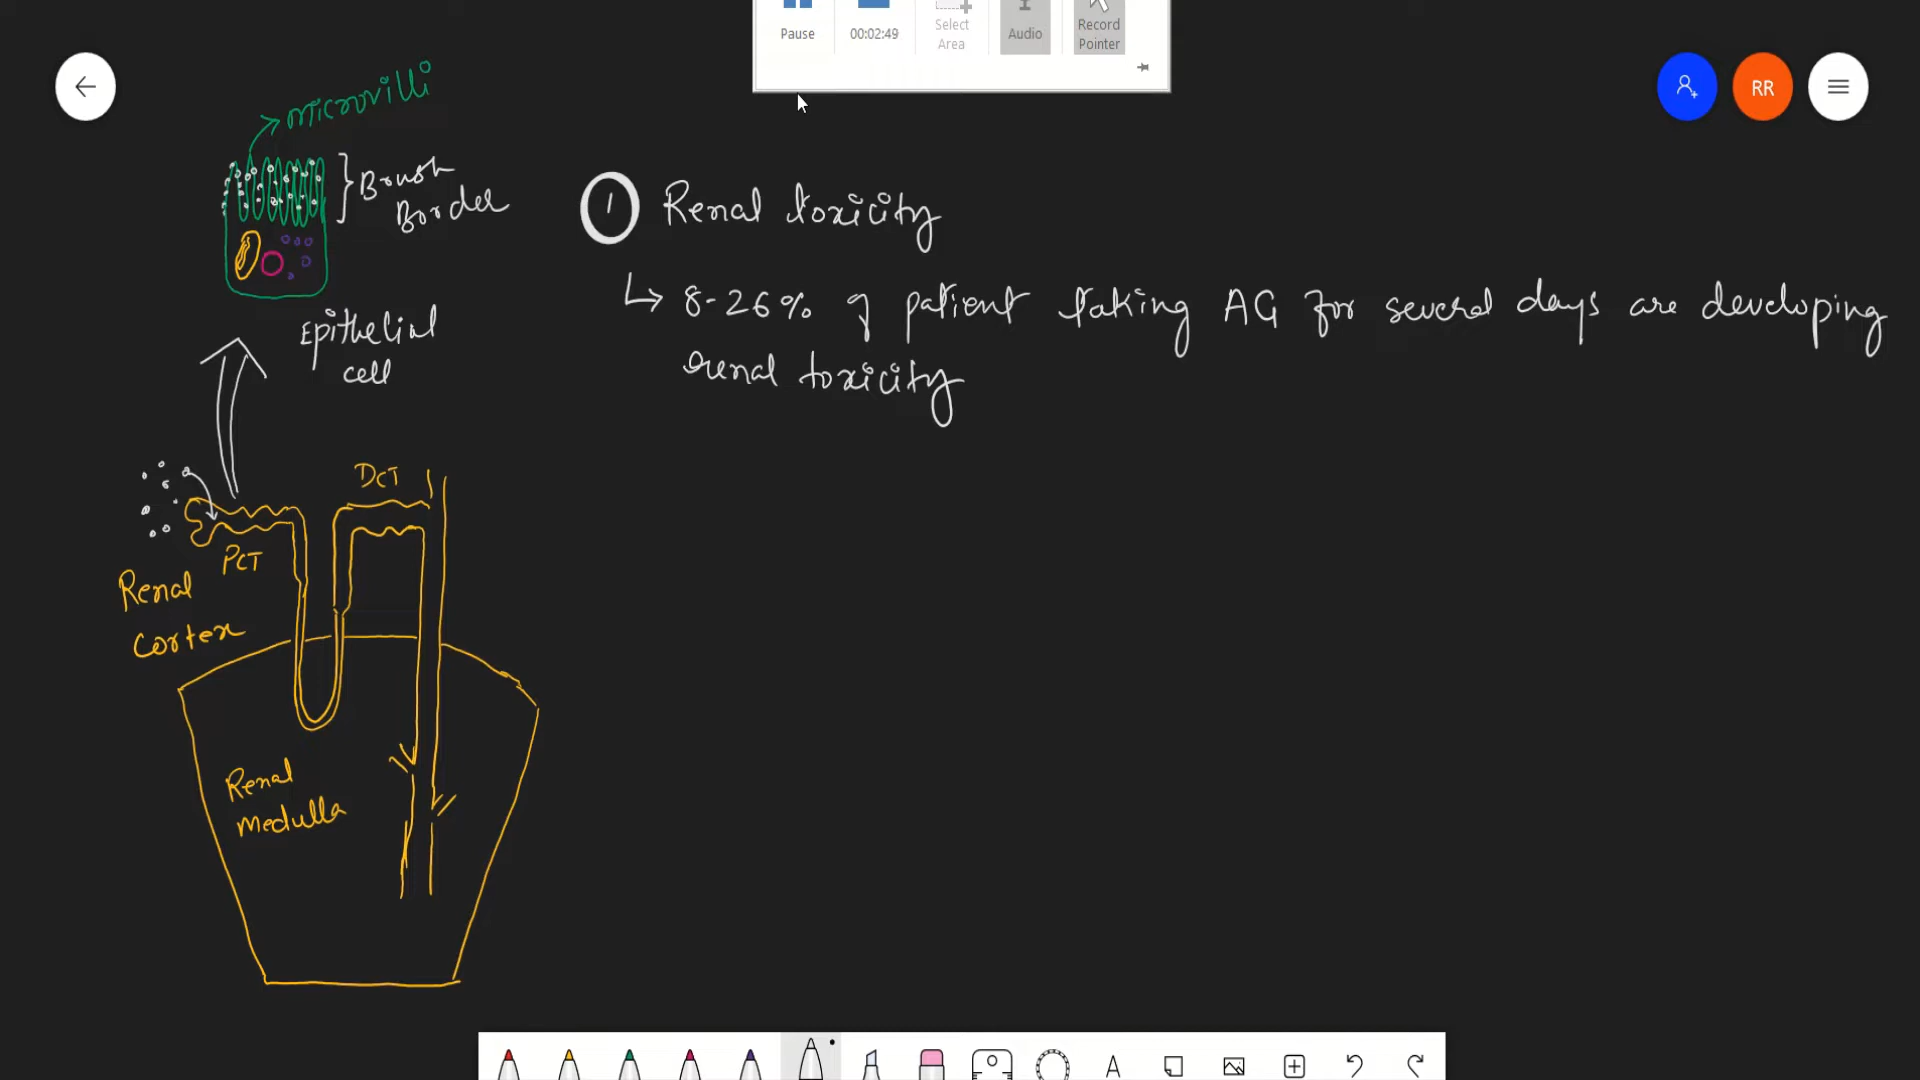 Pause
00:02:49
Select
Area
Audio
Record
Pointer
RR
microvilli
Brush
Border
Epithelial
cell
① Renal toxicity
↳ 8-26% of patient taking AG for several days are developing
renal toxicity
DCT
PCT
Renal
cortex
Renal
medulla
A